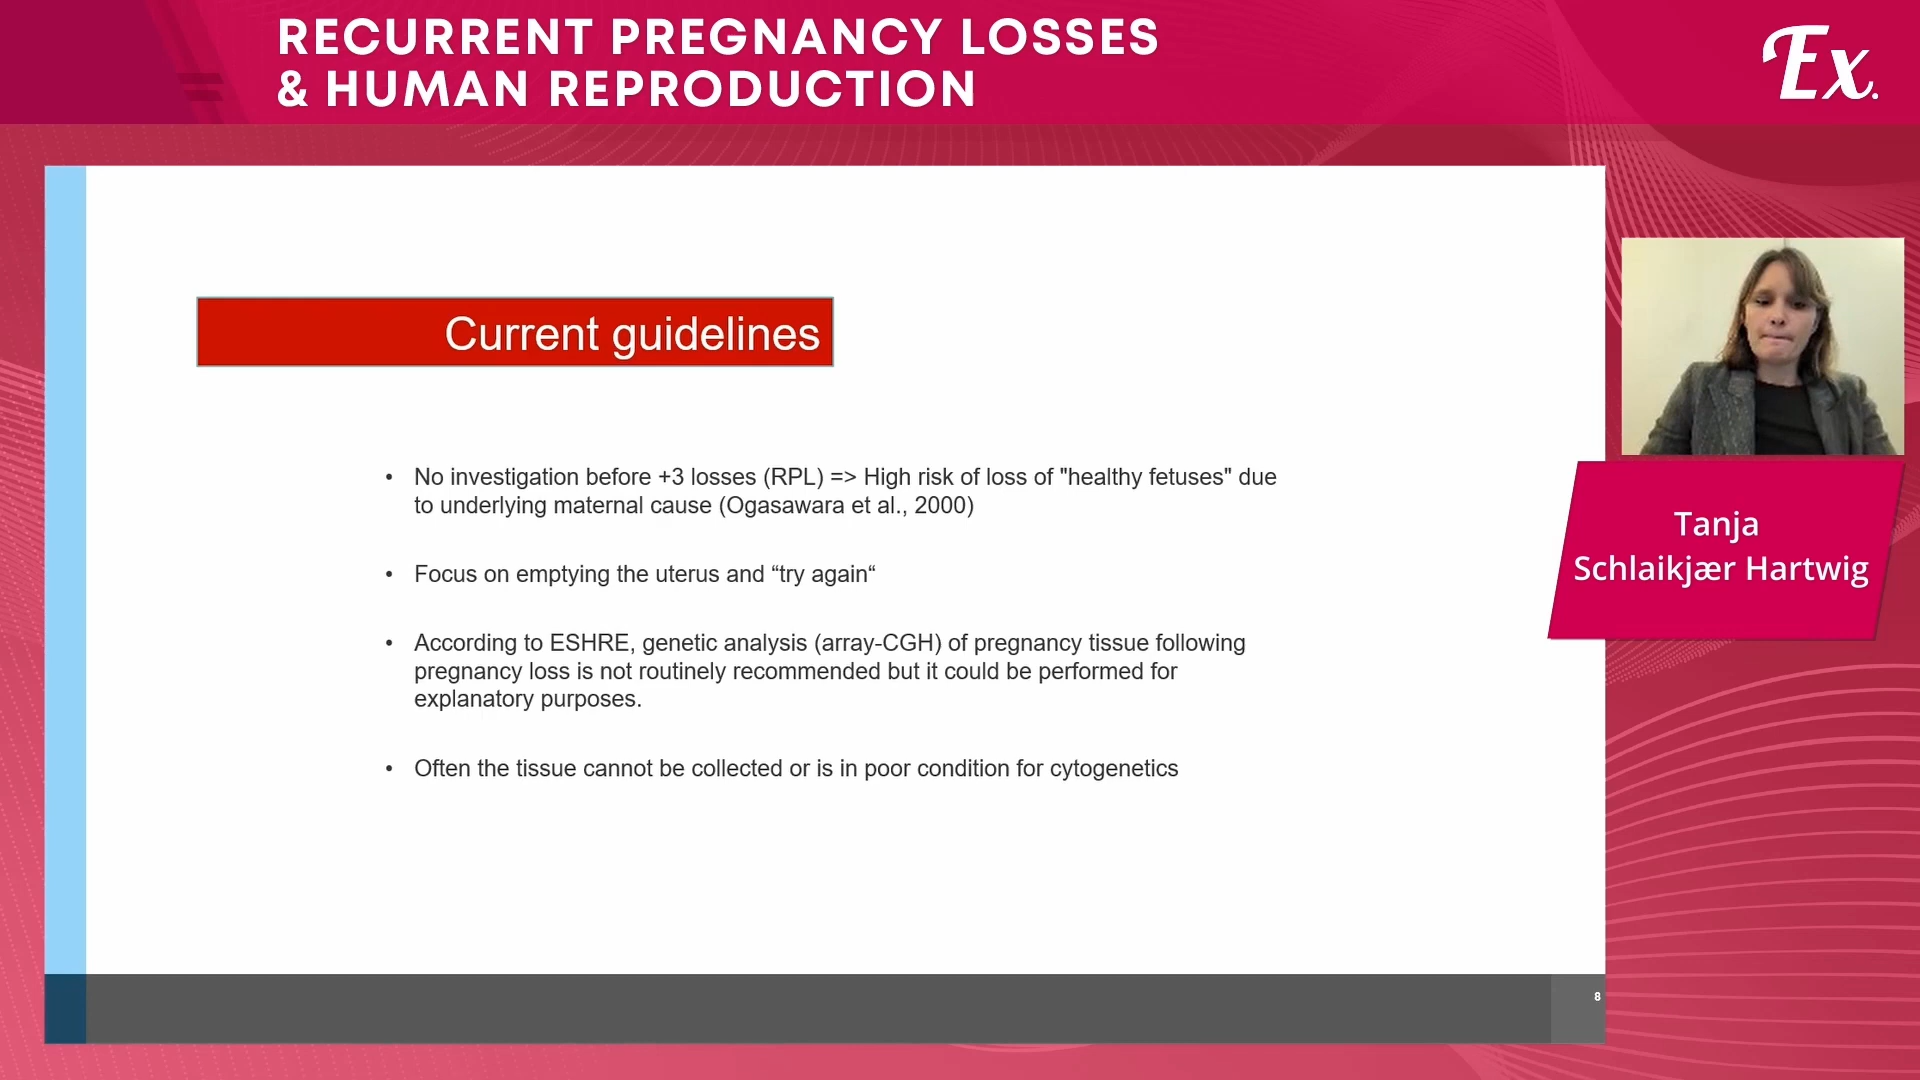 RECURRENT PREGNANCY LOSSES
& HUMAN REPRODUCTION
Ex.
Current guidelines
• No investigation before +3 losses (RPL) => High risk of loss of "healthy fetuses" due
to underlying maternal cause (Ogasawara et al., 2000)
• Focus on emptying the uterus and “try again“
• According to ESHRE, genetic analysis (array-CGH) of pregnancy tissue following
pregnancy loss is not routinely recommended but it could be performed for
explanatory purposes.
• Often the tissue cannot be collected or is in poor condition for cytogenetics
Tanja
Schlaikjær Hartwig
8